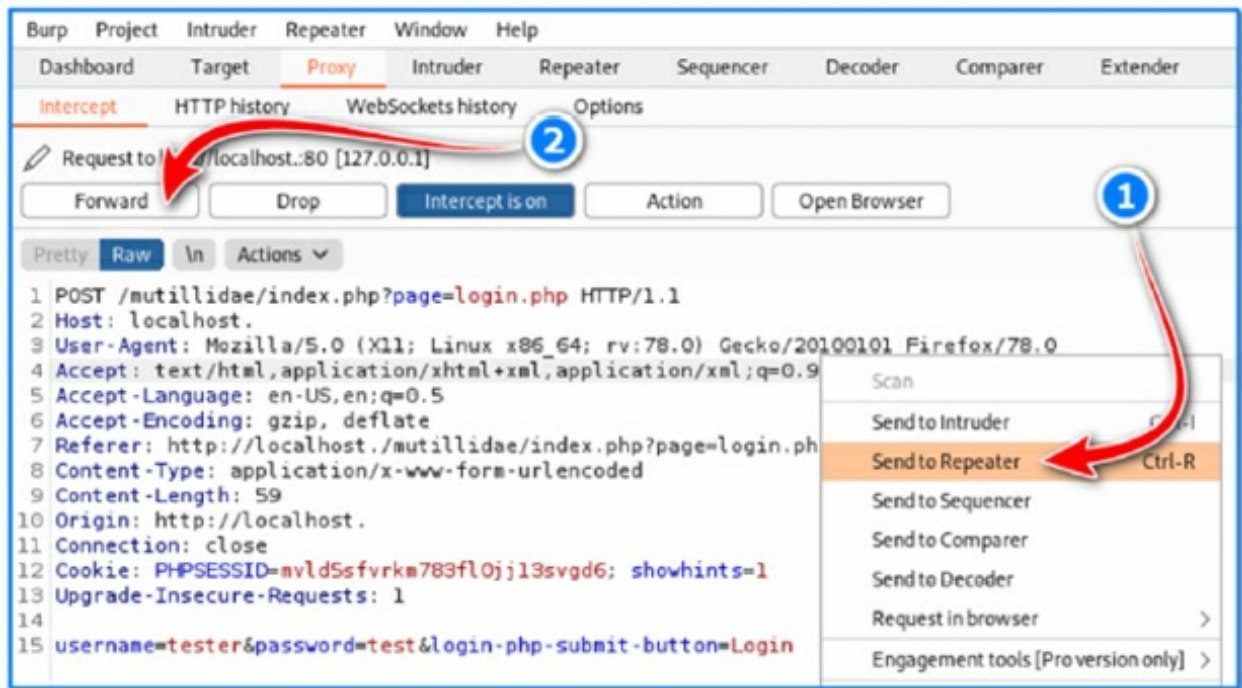 Burp Project Intruder Repeater Window Help
Dashboard Target Proxy Intruder Repeater Sequencer Decoder Comparer Extender
Intercept HTTP history WebSockets history Options
2
Request to /localhost.:80 [127.0.0.1]
Forward Drop Intercept is on Action Open Browser
1
Pretty Raw \n Actions
1 POST /mutillidae/index.php?page=login.php HTTP/1.1
2 Host: localhost.
3 User-Agent: Mozilla/5.0 (X11; Linux x86_64; rv:78.0) Gecko/20100101 Firefox/78.0
4 Accept: text/html,application/xhtml+xml,application/xml;q=0.9
5 Accept-Language: en-US,en;q=0.5
6 Accept-Encoding: gzip, deflate
7 Referer: http://localhost./mutillidae/index.php?page=login.ph
8 Content-Type: application/x-www-form-urlencoded
9 Content-Length: 59
10 Origin: http://localhost.
11 Connection: close
12 Cookie: PHPSESSID=mvld5sfvrkm783fl0jj13svgd6; showhints=1
13 Upgrade-Insecure-Requests: 1
14
15 username=tester&password=test&login-php-submit-button=Login
Scan
Send to Intruder
Send to Repeater Ctrl-R
Send to Sequencer
Send to Comparer
Send to Decoder
Request in browser >
Engagement tools [Pro version only] >